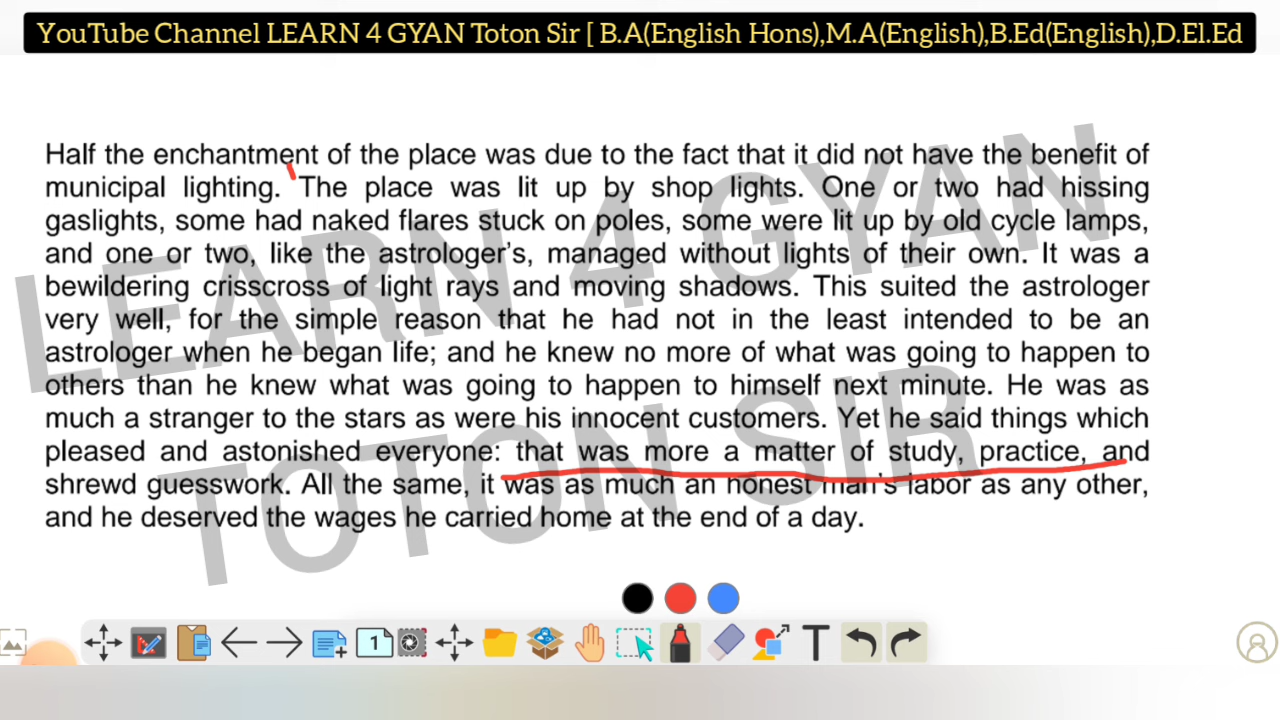 YouTube Channel LEARN 4 GYAN Toton Sir [ B.A(English Hons),M.A(English),B.Ed(English),D.El.Ed
Half the enchantment of the place was due to the fact that it did not have the benefit of
municipal lighting. The place was lit up by shop lights. One or two had hissing
gaslights, some had naked flares stuck on poles, some were lit up by old cycle lamps,
and one or two, like the astrologer's, managed without lights of their own. It was a
bewildering crisscross of light rays and moving shadows. This suited the astrologer
very well, for the simple reason that he had not in the least intended to be an
astrologer when he began life; and he knew no more of what was going to happen to
others than he knew what was going to happen to himself next minute. He was as
much a stranger to the stars as were his innocent customers. Yet he said things which
pleased and astonished everyone: that was more a matter of study, practice, and
shrewd guesswork. All the same, it was as much an honest man's labor as any other,
and he deserved the wages he carried home at the end of a day.
LEARN 4 GYAN
TOTON SIR
1
T